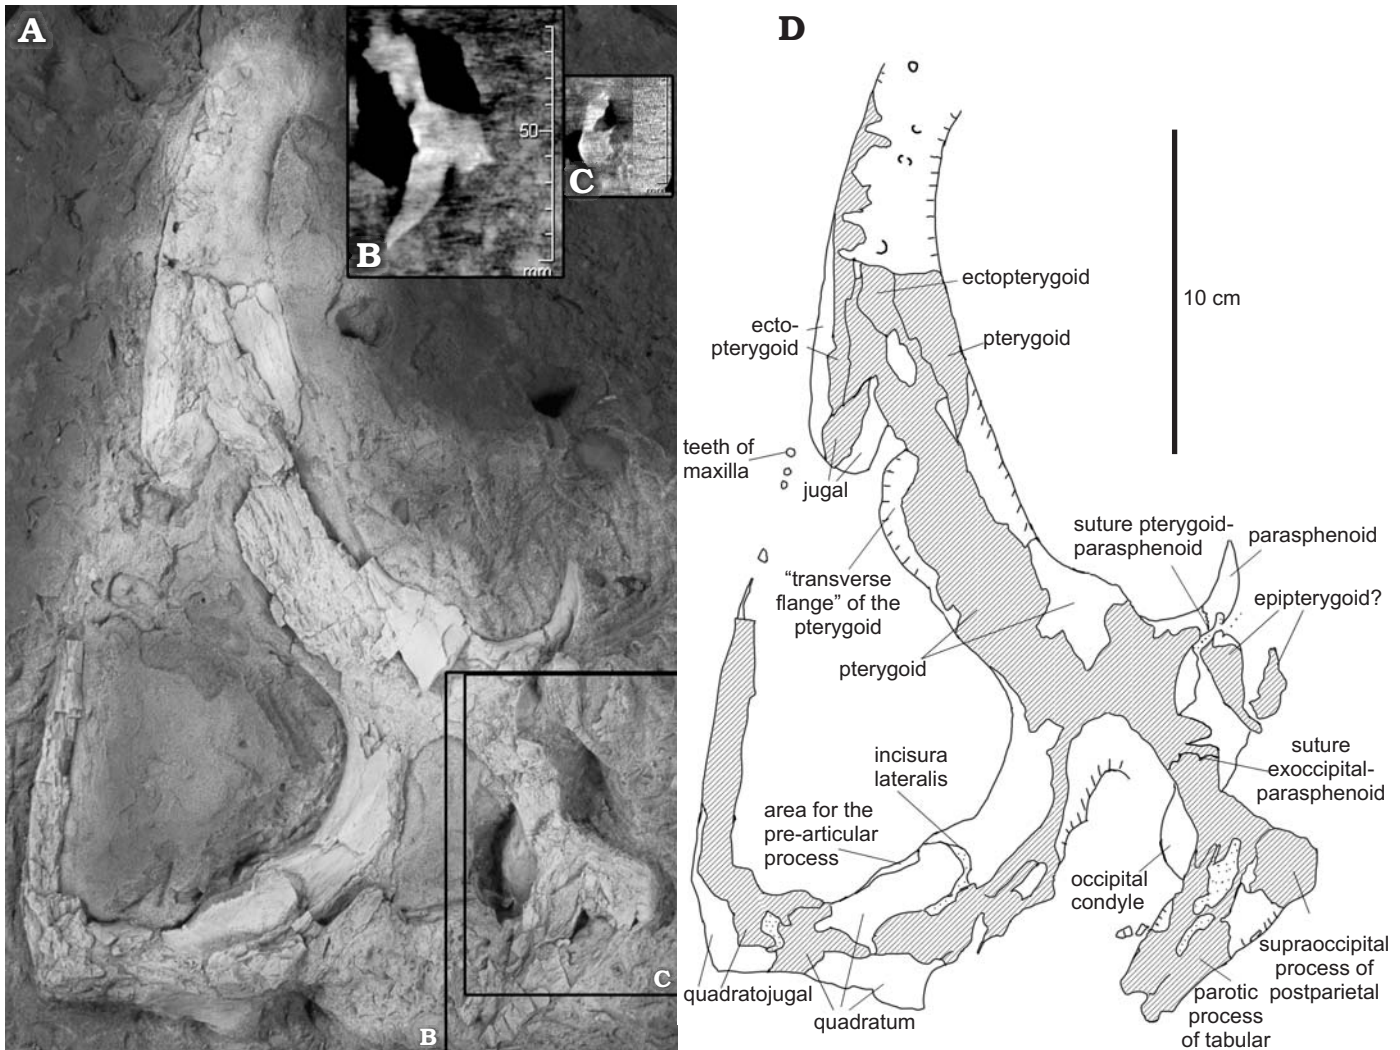 A
B
50
mm
C
mm
B
C
D
10 cm
ectopterygoid
ecto-
pterygoid
pterygoid
teeth of
maxilla
jugal
suture pterygoid-
parasphenoid
parasphenoid
epipterygoid?
“transverse
flange” of the
pterygoid
pterygoid
incisura
lateralis
area for the
pre-articular
process
suture
exoccipital-
parasphenoid
occipital
condyle
supraoccipital
process of
postparietal
parotic
process
of tabular
quadratojugal
quadratum